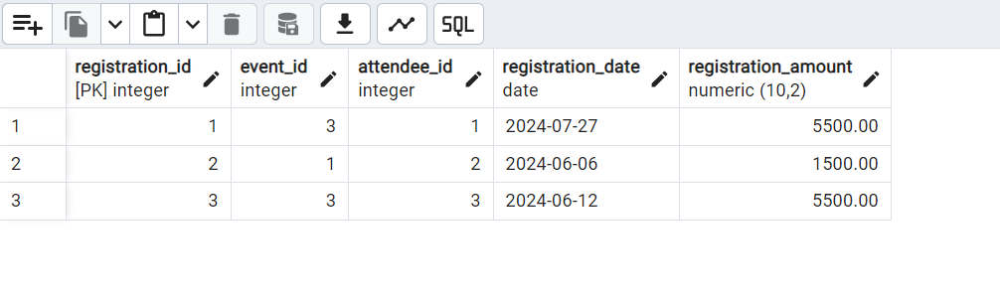 SQL
registration_id event_id attendee_id registration_date registration_amount
[PK] integer integer integer date numeric (10,2)
1 1 3 1 2024-07-27 5500.00
2 2 1 2 2024-06-06 1500.00
3 3 3 3 2024-06-12 5500.00